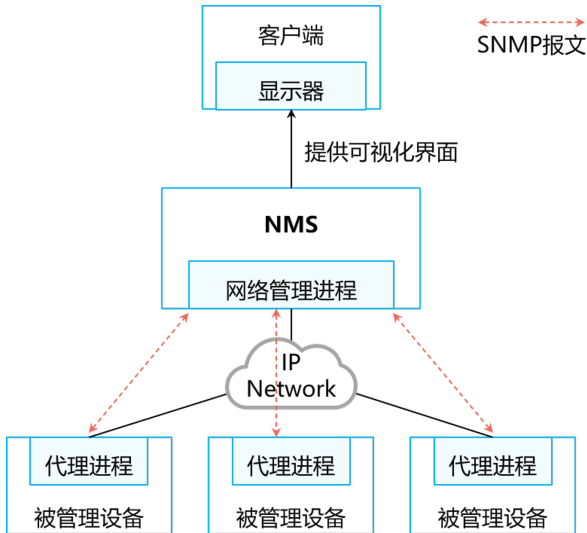 客户端
SNMP报文
显示器
提供可视化界面
NMS
网络管理进程
IP
Network
代理进程
代理进程
代理进程
被管理设备
被管理设备
被管理设备